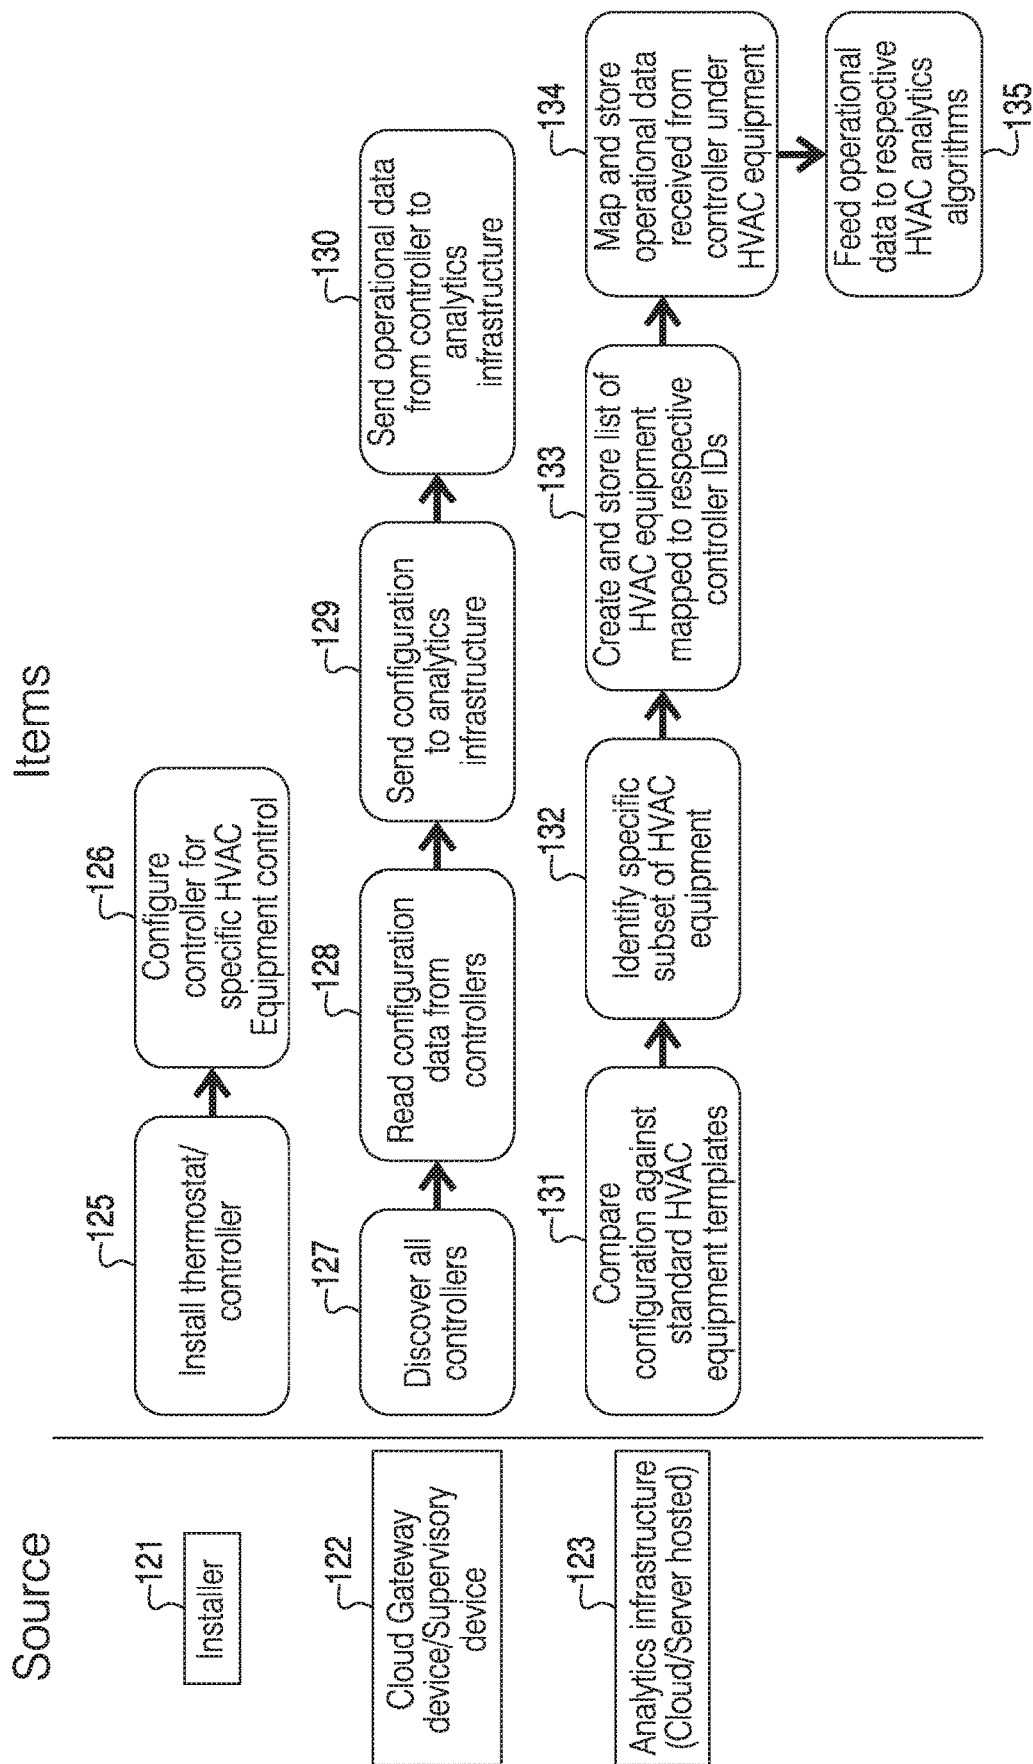 Source
Items
121
Installer
125
Install thermostat/
controller
126
Configure
controller for
specific HVAC
Equipment control
122
Cloud Gateway
device/Supervisory
device
127
Discover all
controllers
128
Read configuration
data from
controllers
129
Send configuration
to analytics
infrastructure
130
Send operational data
from controller to
analytics
infrastructure
123
Analytics infrastructure
(Cloud/Server hosted)
131
Compare
configuration against
standard HVAC
equipment templates
132
Identify specific
subset of HVAC
equipment
133
Create and store list of
HVAC equipment
mapped to respective
controller IDs
134
Map and store
operational data
received from
controller under
HVAC equipment
Feed operational
data to respective
HVAC analytics
algorithms
135